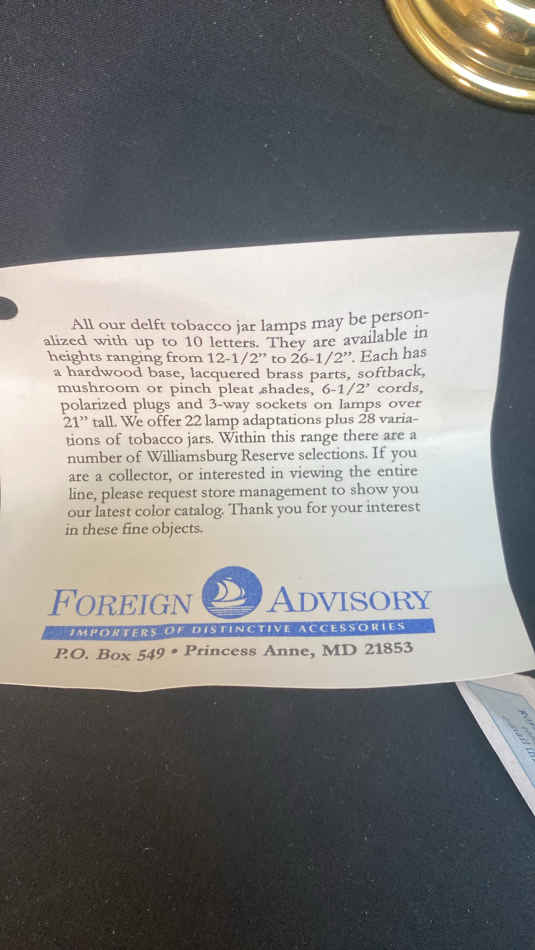 All our delft tobacco jar lamps may be person-
alized with up to 10 letters. They are available in
heights ranging from 12-1/2” to 26-1/2”. Each has
a hardwood base, lacquered brass parts, softback,
mushroom or pinch pleat shades, 6-1/2’ cords,
polarized plugs and 3-way sockets on lamps over
21” tall. We offer 22 lamp adaptations plus 28 varia-
tions of tobacco jars. Within this range there are a
number of Williamsburg Reserve selections. If you
are a collector, or interested in viewing the entire
line, please request store management to show you
our latest color catalog. Thank you for your interest
in these fine objects.
FOREIGN ADVISORY
IMPORTERS OF DISTINCTIVE ACCESSORIES
P.O. Box 549 • Princess Anne, MD 21853